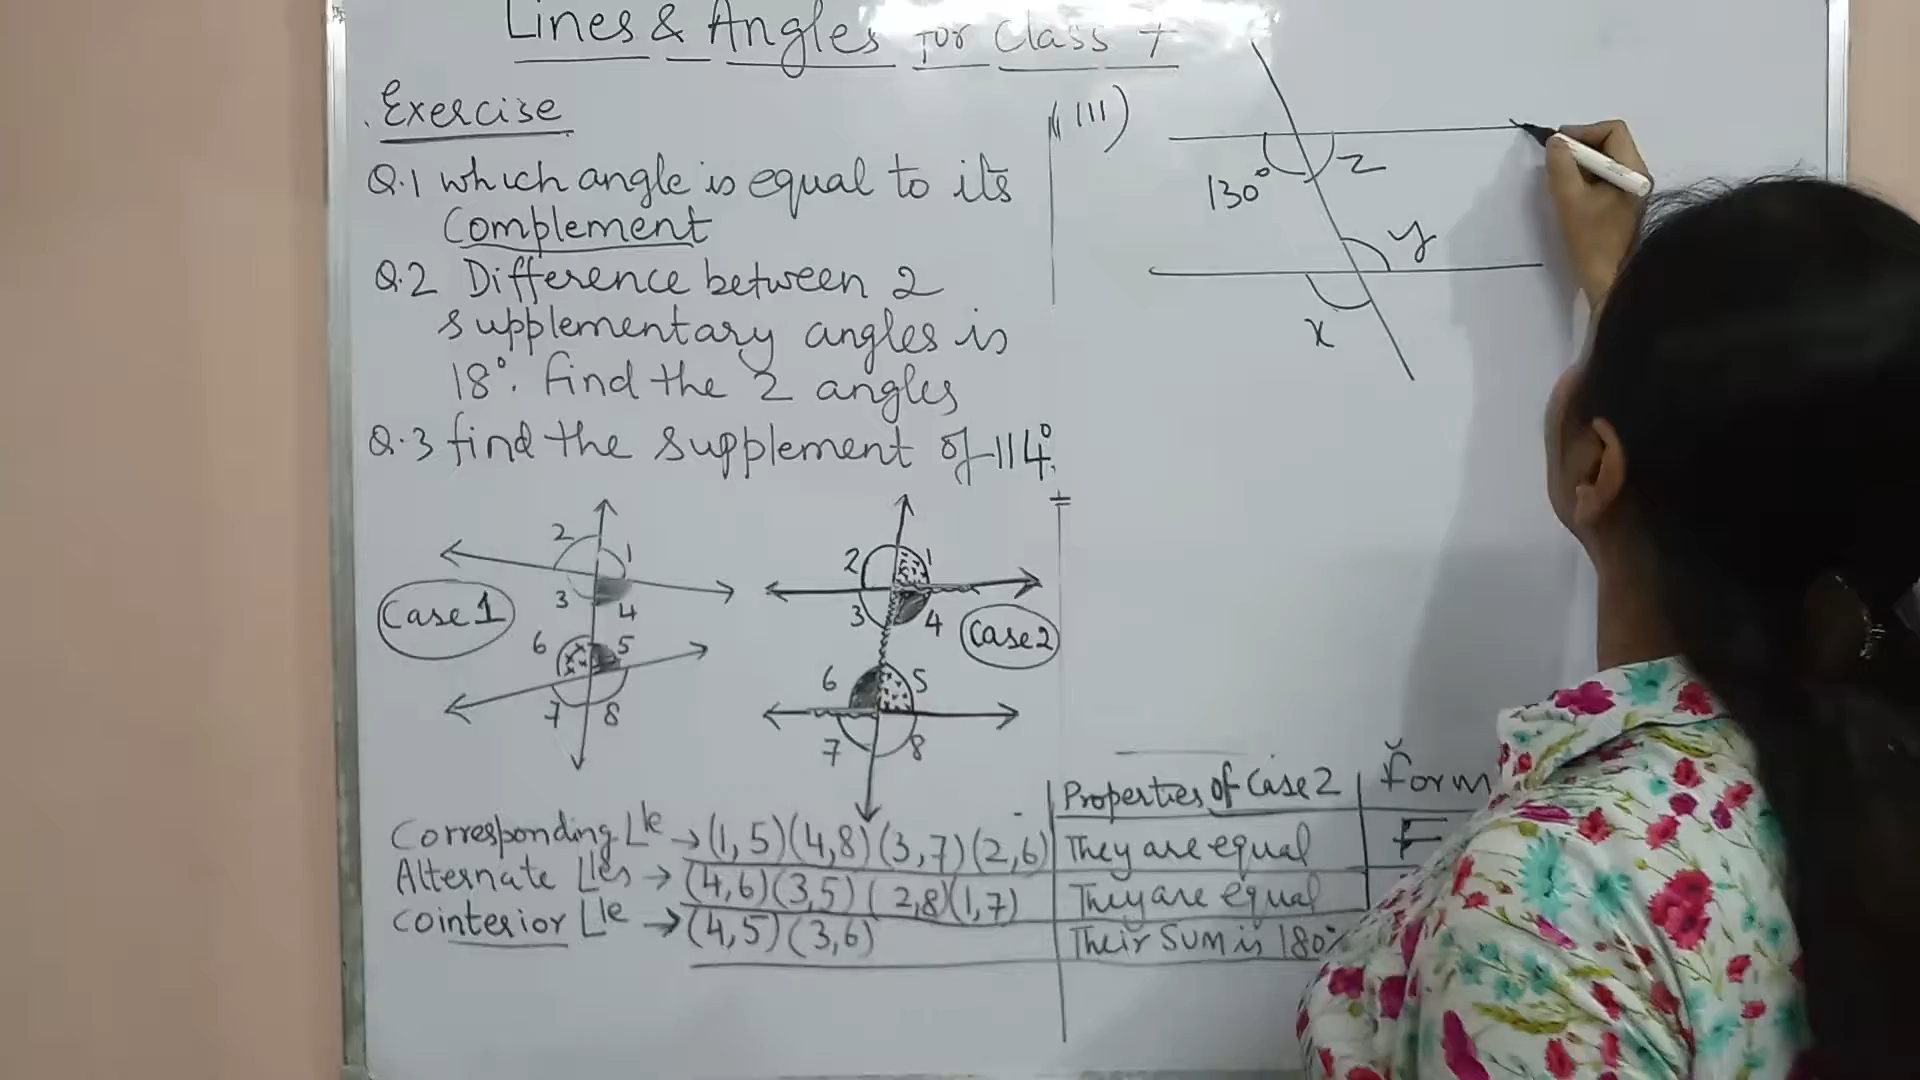 Lines & Angles for Class 7
Exercise
Q.1 which angle is equal to its
Complement
Q.2 Difference between 2
supplementary angles is
18°. find the 2 angles
Q.3 find the supplement of 114°.
(iii)
130°
z
y
x
2 1
3 4
6 5
7 8
Case 1
2 1
3 4
6 5
7 8
Case 2
Properties of Case 2 Form
Corresponding ∠le → (1,5) (4,8) (3,7) (2,6) They are equal F
Alternate ∠les → (4,6) (3,5) (2,8) (1,7) They are equal
Cointerior ∠le → (4,5) (3,6) Their sum is 180°